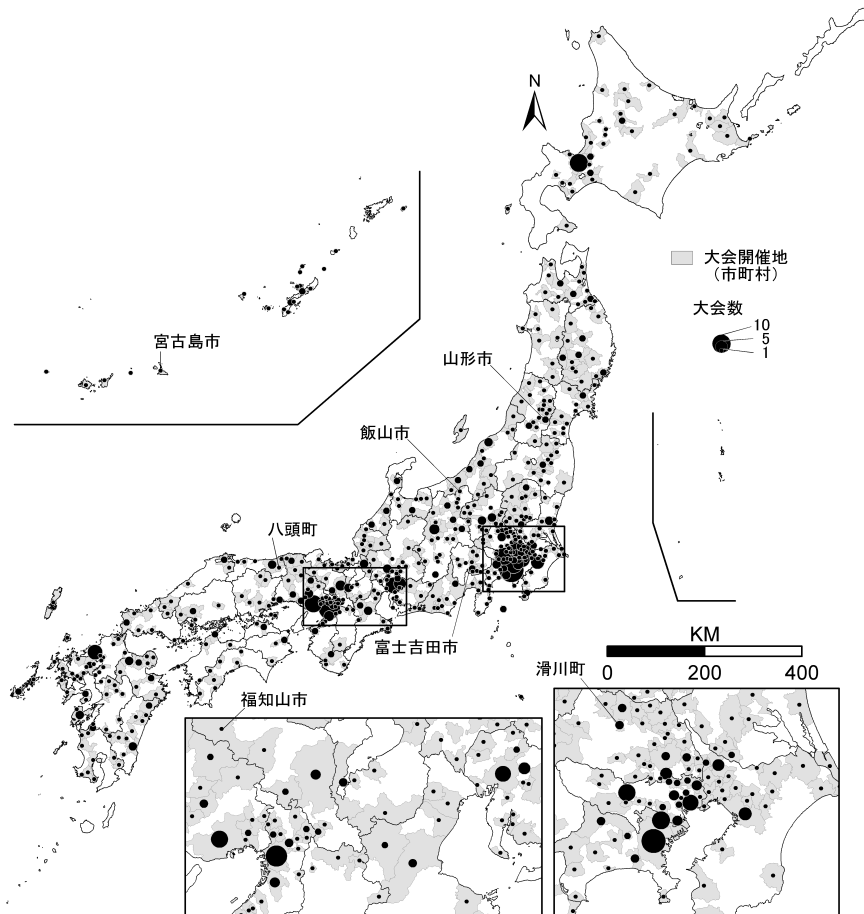 N
大会開催地
(市町村)
大会数
10
5
1
宮古島市
山形市
飯山市
八頭町
富士吉田市
KM
0 200 400
滑川町
福知山市